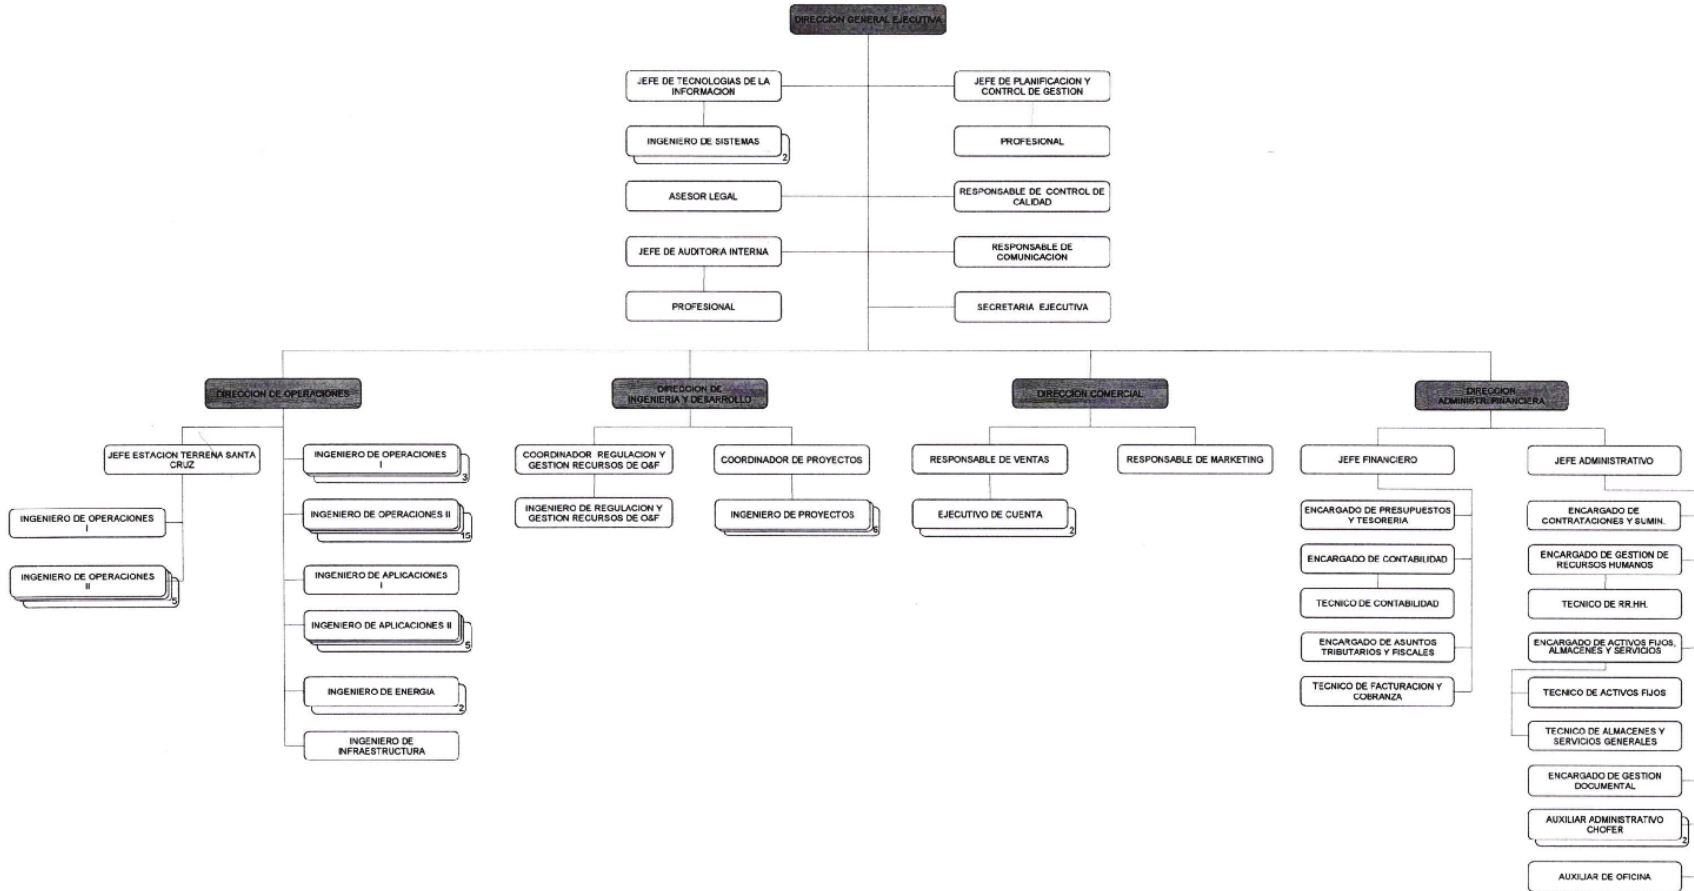 DIRECCION GENERAL EJECUTIVA
JEFE DE TECNOLOGIAS DE LA
INFORMACION
JEFE DE PLANIFICACION Y
CONTROL DE GESTION
INGENIERO DE SISTEMAS
2
PROFESIONAL
ASESOR LEGAL
RESPONSABLE DE CONTROL DE
CALIDAD
JEFE DE AUDITORIA INTERNA
RESPONSABLE DE
COMUNICACION
PROFESIONAL
SECRETARIA EJECUTIVA
DIRECCION DE OPERACIONES
JEFE ESTACION TERRENA SANTA
CRUZ
INGENIERO DE OPERACIONES
I
INGENIERO DE OPERACIONES
II
5
INGENIERO DE OPERACIONES
I
3
INGENIERO DE OPERACIONES II
15
INGENIERO DE APLICACIONES
I
INGENIERO DE APLICACIONES II
5
INGENIERO DE ENERGIA
2
INGENIERO DE
INFRAESTRUCTURA
DIRECCION DE
INGENIERIA Y DESARROLLO
COORDINADOR REGULACION Y
GESTION RECURSOS DE O&F
INGENIERO DE REGULACION Y
GESTION RECURSOS DE O&F
COORDINADOR DE PROYECTOS
INGENIERO DE PROYECTOS
6
DIRECCION COMERCIAL
RESPONSABLE DE VENTAS
EJECUTIVO DE CUENTA
2
RESPONSABLE DE MARKETING
DIRECCION
ADMINISTR. FINANCIERA
JEFE FINANCIERO
ENCARGADO DE PRESUPUESTOS
Y TESORERIA
ENCARGADO DE CONTABILIDAD
TECNICO DE CONTABILIDAD
ENCARGADO DE ASUNTOS
TRIBUTARIOS Y FISCALES
TECNICO DE FACTURACION Y
COBRANZA
JEFE ADMINISTRATIVO
ENCARGADO DE
CONTRATACIONES Y SUMIN.
ENCARGADO DE GESTION DE
RECURSOS HUMANOS
TECNICO DE RR.HH.
ENCARGADO DE ACTIVOS FIJOS,
ALMACENES Y SERVICIOS
TECNICO DE ACTIVOS FIJOS
TECNICO DE ALMACENES Y
SERVICIOS GENERALES
ENCARGADO DE GESTION
DOCUMENTAL
AUXILIAR ADMINISTRATIVO
CHOFER
2
AUXILIAR DE OFICINA